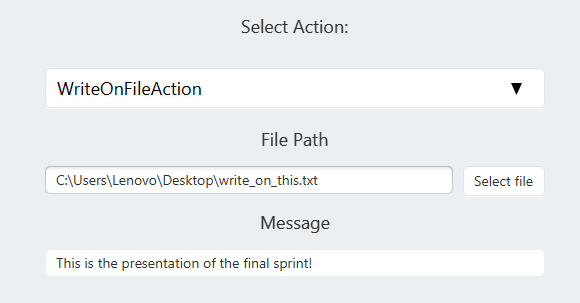 Select Action:
WriteOnFileAction
File Path
C:\Users\Lenovo\Desktop\write_on_this.txt Select file
Message
This is the presentation of the final sprint!